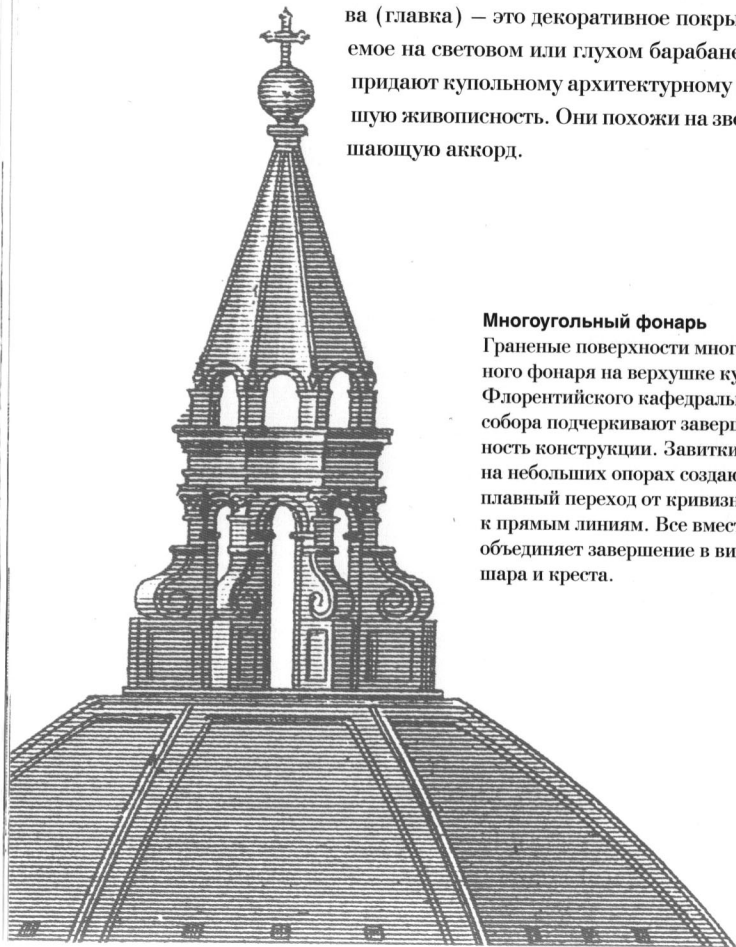 ва (главка) – это декоративное покры
емое на световом или глухом барабане
придают купольному архитектурному
шую живописность. Они похожи на зво
шающую аккорд.
Многоугольный фонарь
Граненые поверхности мног
ного фонаря на верхушке ку
Флорентийского кафедраль
собора подчеркивают заверш
ность конструкции. Завитки
на небольших опорах создаю
плавный переход от кривизн
к прямым линиям. Все вмест
объединяет завершение в ви
шара и креста.